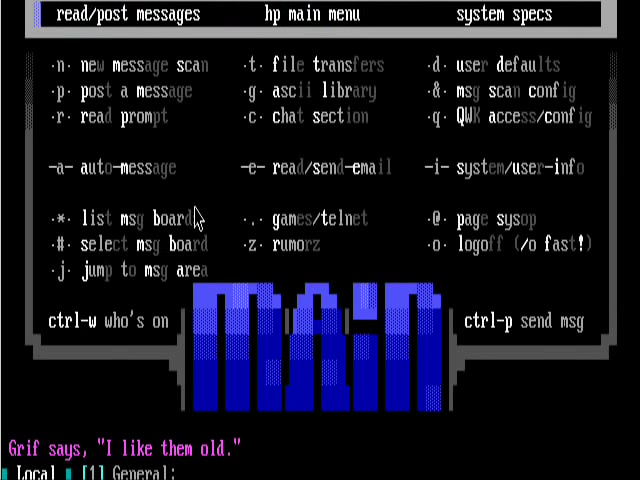 read/post messages hp main menu system specs
·n· new message scan ·t· file transfers ·d· user defaults
·p· post a message ·g· ascii library ·&· msg scan config
·r· read prompt ·c· chat section ·q· QWK access/config
-a- auto-message -e- read/send-email -i- system/user-info
·*· list msg boards ·.· games/telnet ·@· page sysop
·#· select msg board ·z· rumorz ·o· logoff (/o fast!)
·j· jump to msg area
MAIN
ctrl-w who's on ctrl-p send msg
Grif says, "I like them old."
Local [1] General: